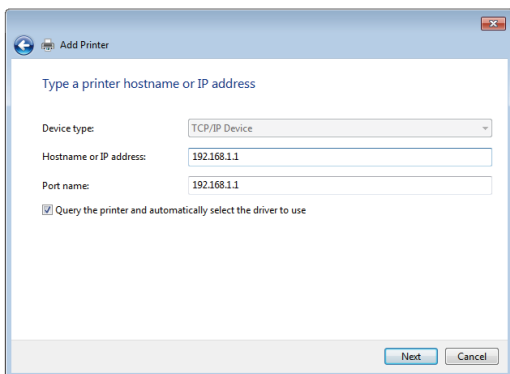 Add Printer
Type a printer hostname or IP address
Device type: TCP/IP Device
Hostname or IP address: 192.168.1.1
Port name: 192.168.1.1
Query the printer and automatically select the driver to use
Next Cancel